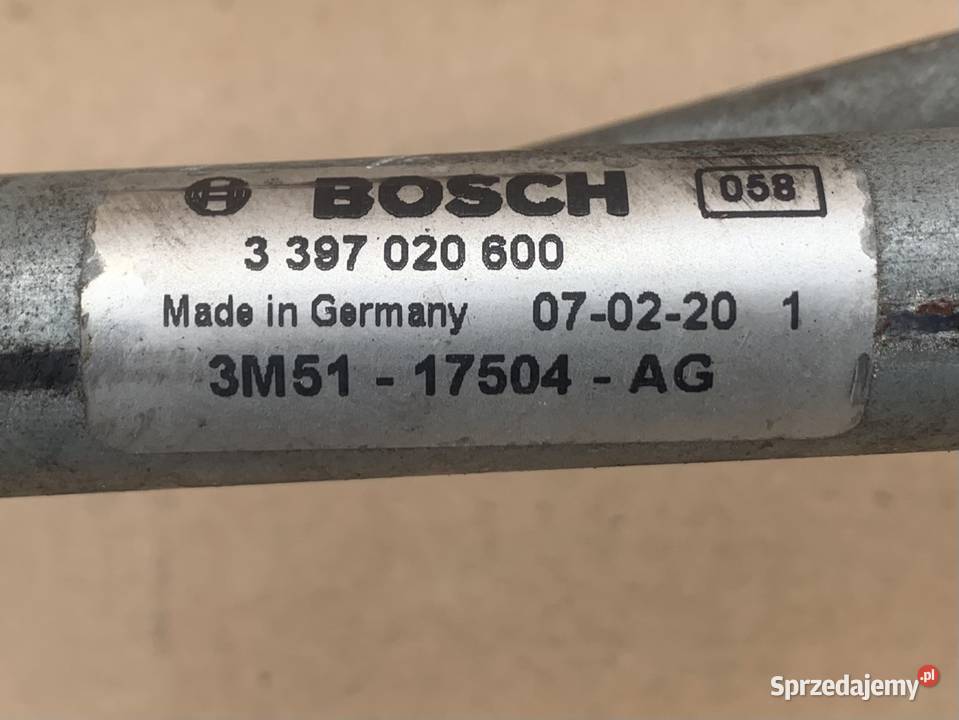 BOSCH 058
3 397 020 600
Made in Germany 07-02-20 1
3M51 - 17504 - AG
Sprzedajemy.pl